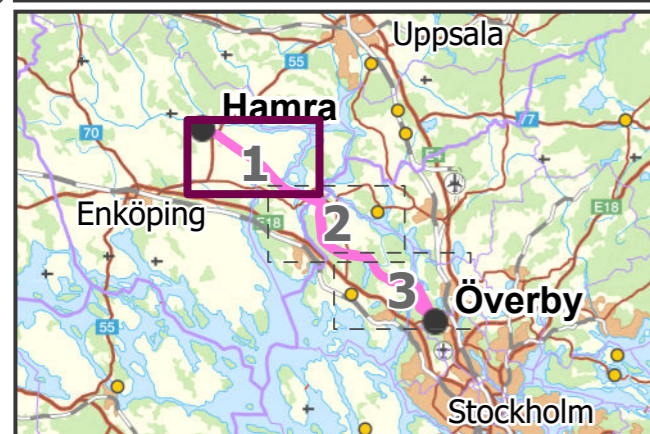 Uppsala
55
Hamra
70
77
1
Enköping
E18
E18
2
3
Överby
55
Stockholm